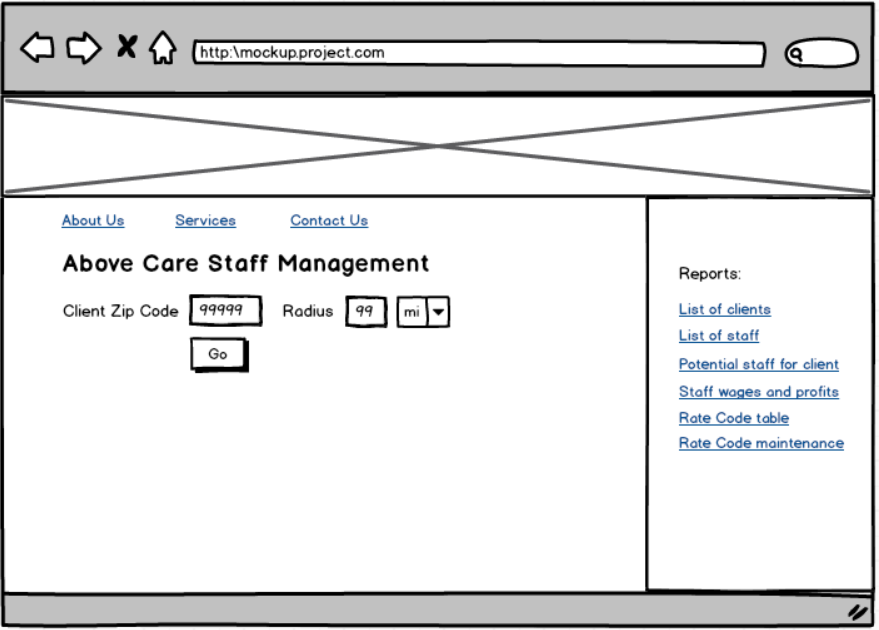 http:\mockup.project.com
About Us Services Contact Us
Above Care Staff Management
Client Zip Code 99999 Radius 99 mi
Go
Reports:
List of clients
List of staff
Potential staff for client
Staff wages and profits
Rate Code table
Rate Code maintenance